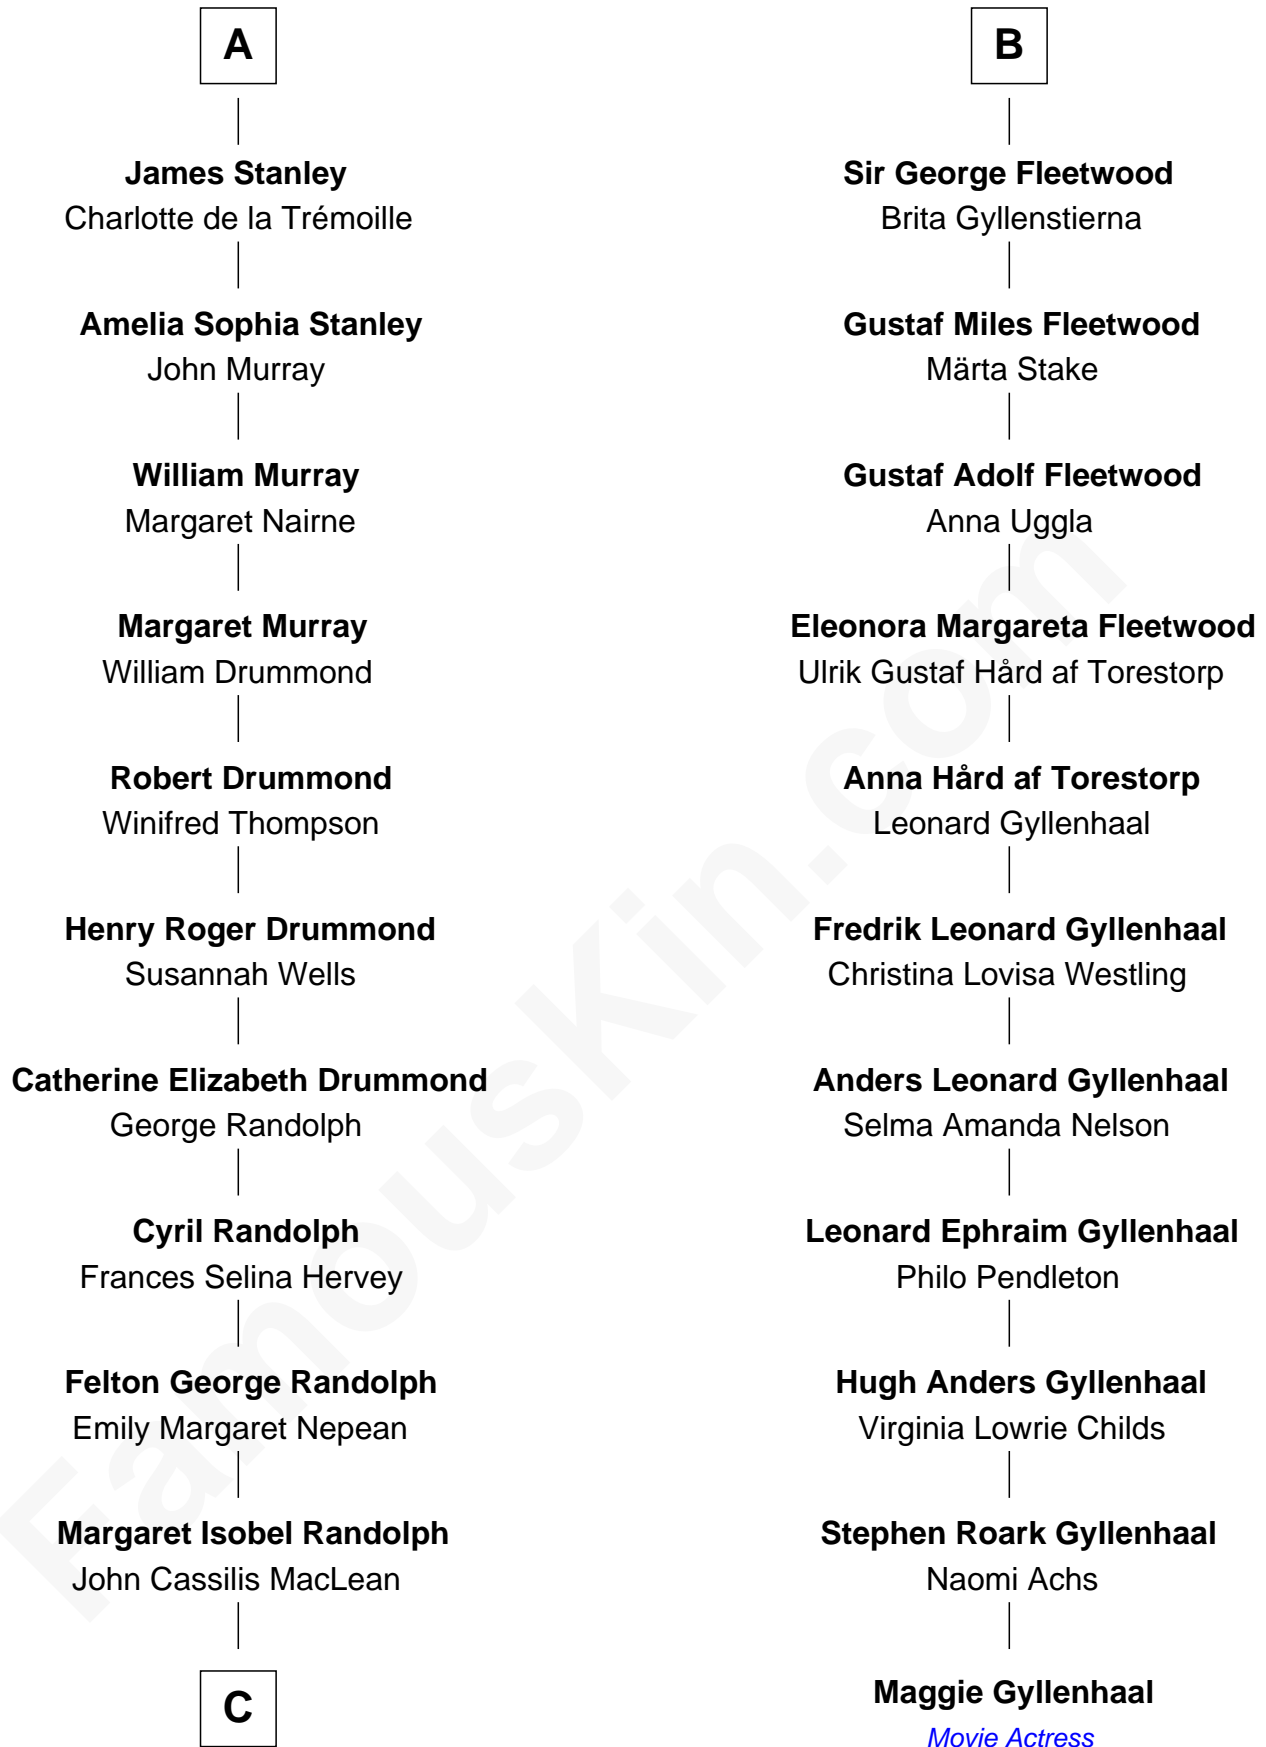 A
James Stanley
Charlotte de la Trémoille
Amelia Sophia Stanley
John Murray
William Murray
Margaret Nairne
Margaret Murray
William Drummond
Robert Drummond
Winifred Thompson
Henry Roger Drummond
Susannah Wells
Catherine Elizabeth Drummond
George Randolph
Cyril Randolph
Frances Selina Hervey
Felton George Randolph
Emily Margaret Nepean
Margaret Isobel Randolph
John Cassilis MacLean
C
B
Sir George Fleetwood
Brita Gyllenstierna
Gustaf Miles Fleetwood
Märta Stake
Gustaf Adolf Fleetwood
Anna Uggla
Eleonora Margareta Fleetwood
Ulrik Gustaf Hård af Torestorp
Anna Hård af Torestorp
Leonard Gyllenhaal
Fredrik Leonard Gyllenhaal
Christina Lovisa Westling
Anders Leonard Gyllenhaal
Selma Amanda Nelson
Leonard Ephraim Gyllenhaal
Philo Pendleton
Hugh Anders Gyllenhaal
Virginia Lowrie Childs
Stephen Roark Gyllenhaal
Naomi Achs
Maggie Gyllenhaal
Movie Actress
FamousKin.com